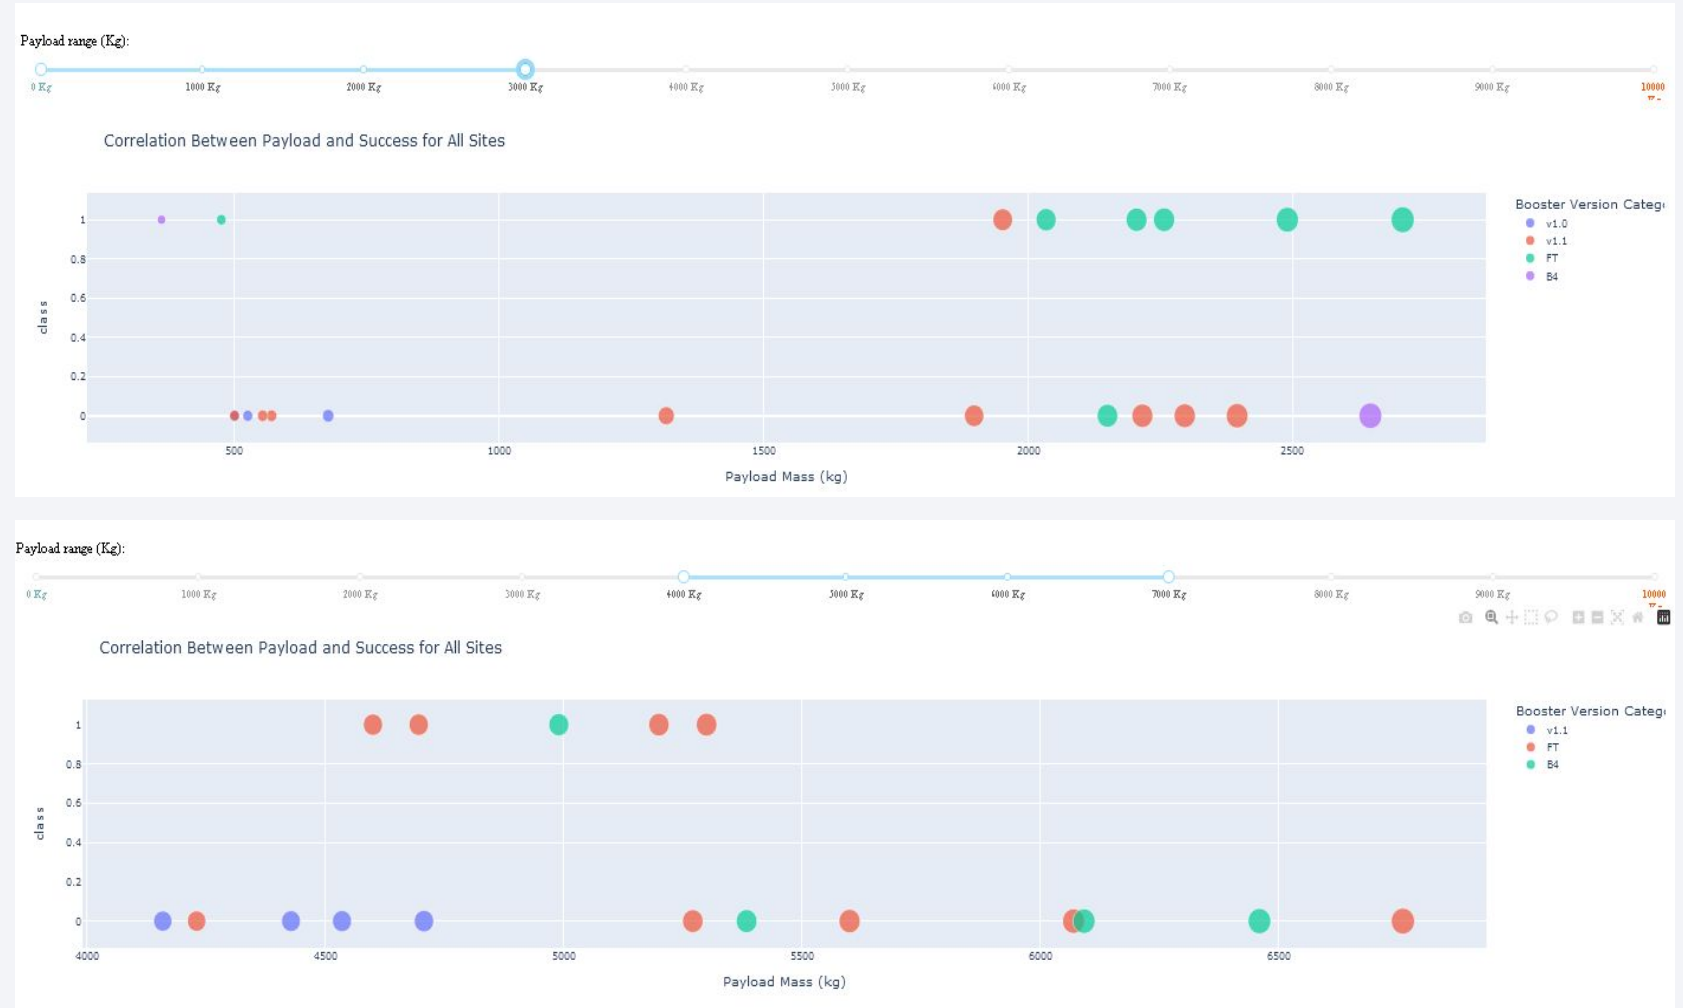 Payload range (Kg):
0 Kg 1000 Kg 2000 Kg 3000 Kg 4000 Kg 5000 Kg 6000 Kg 7000 Kg 8000 Kg 9000 Kg 10000
Correlation Between Payload and Success for All Sites
Booster Version Catego
v1.0
v1.1
FT
B4
1
0.8
0.6
0.4
0.2
0
class
500 1000 1500 2000 2500
Payload Mass (kg)
Payload range (Kg):
0 Kg 1000 Kg 2000 Kg 3000 Kg 4000 Kg 5000 Kg 6000 Kg 7000 Kg 8000 Kg 9000 Kg 10000
Correlation Between Payload and Success for All Sites
Booster Version Catego
v1.1
FT
B4
1
0.8
0.6
0.4
0.2
0
class
4000 4500 5000 5500 6000 6500
Payload Mass (kg)